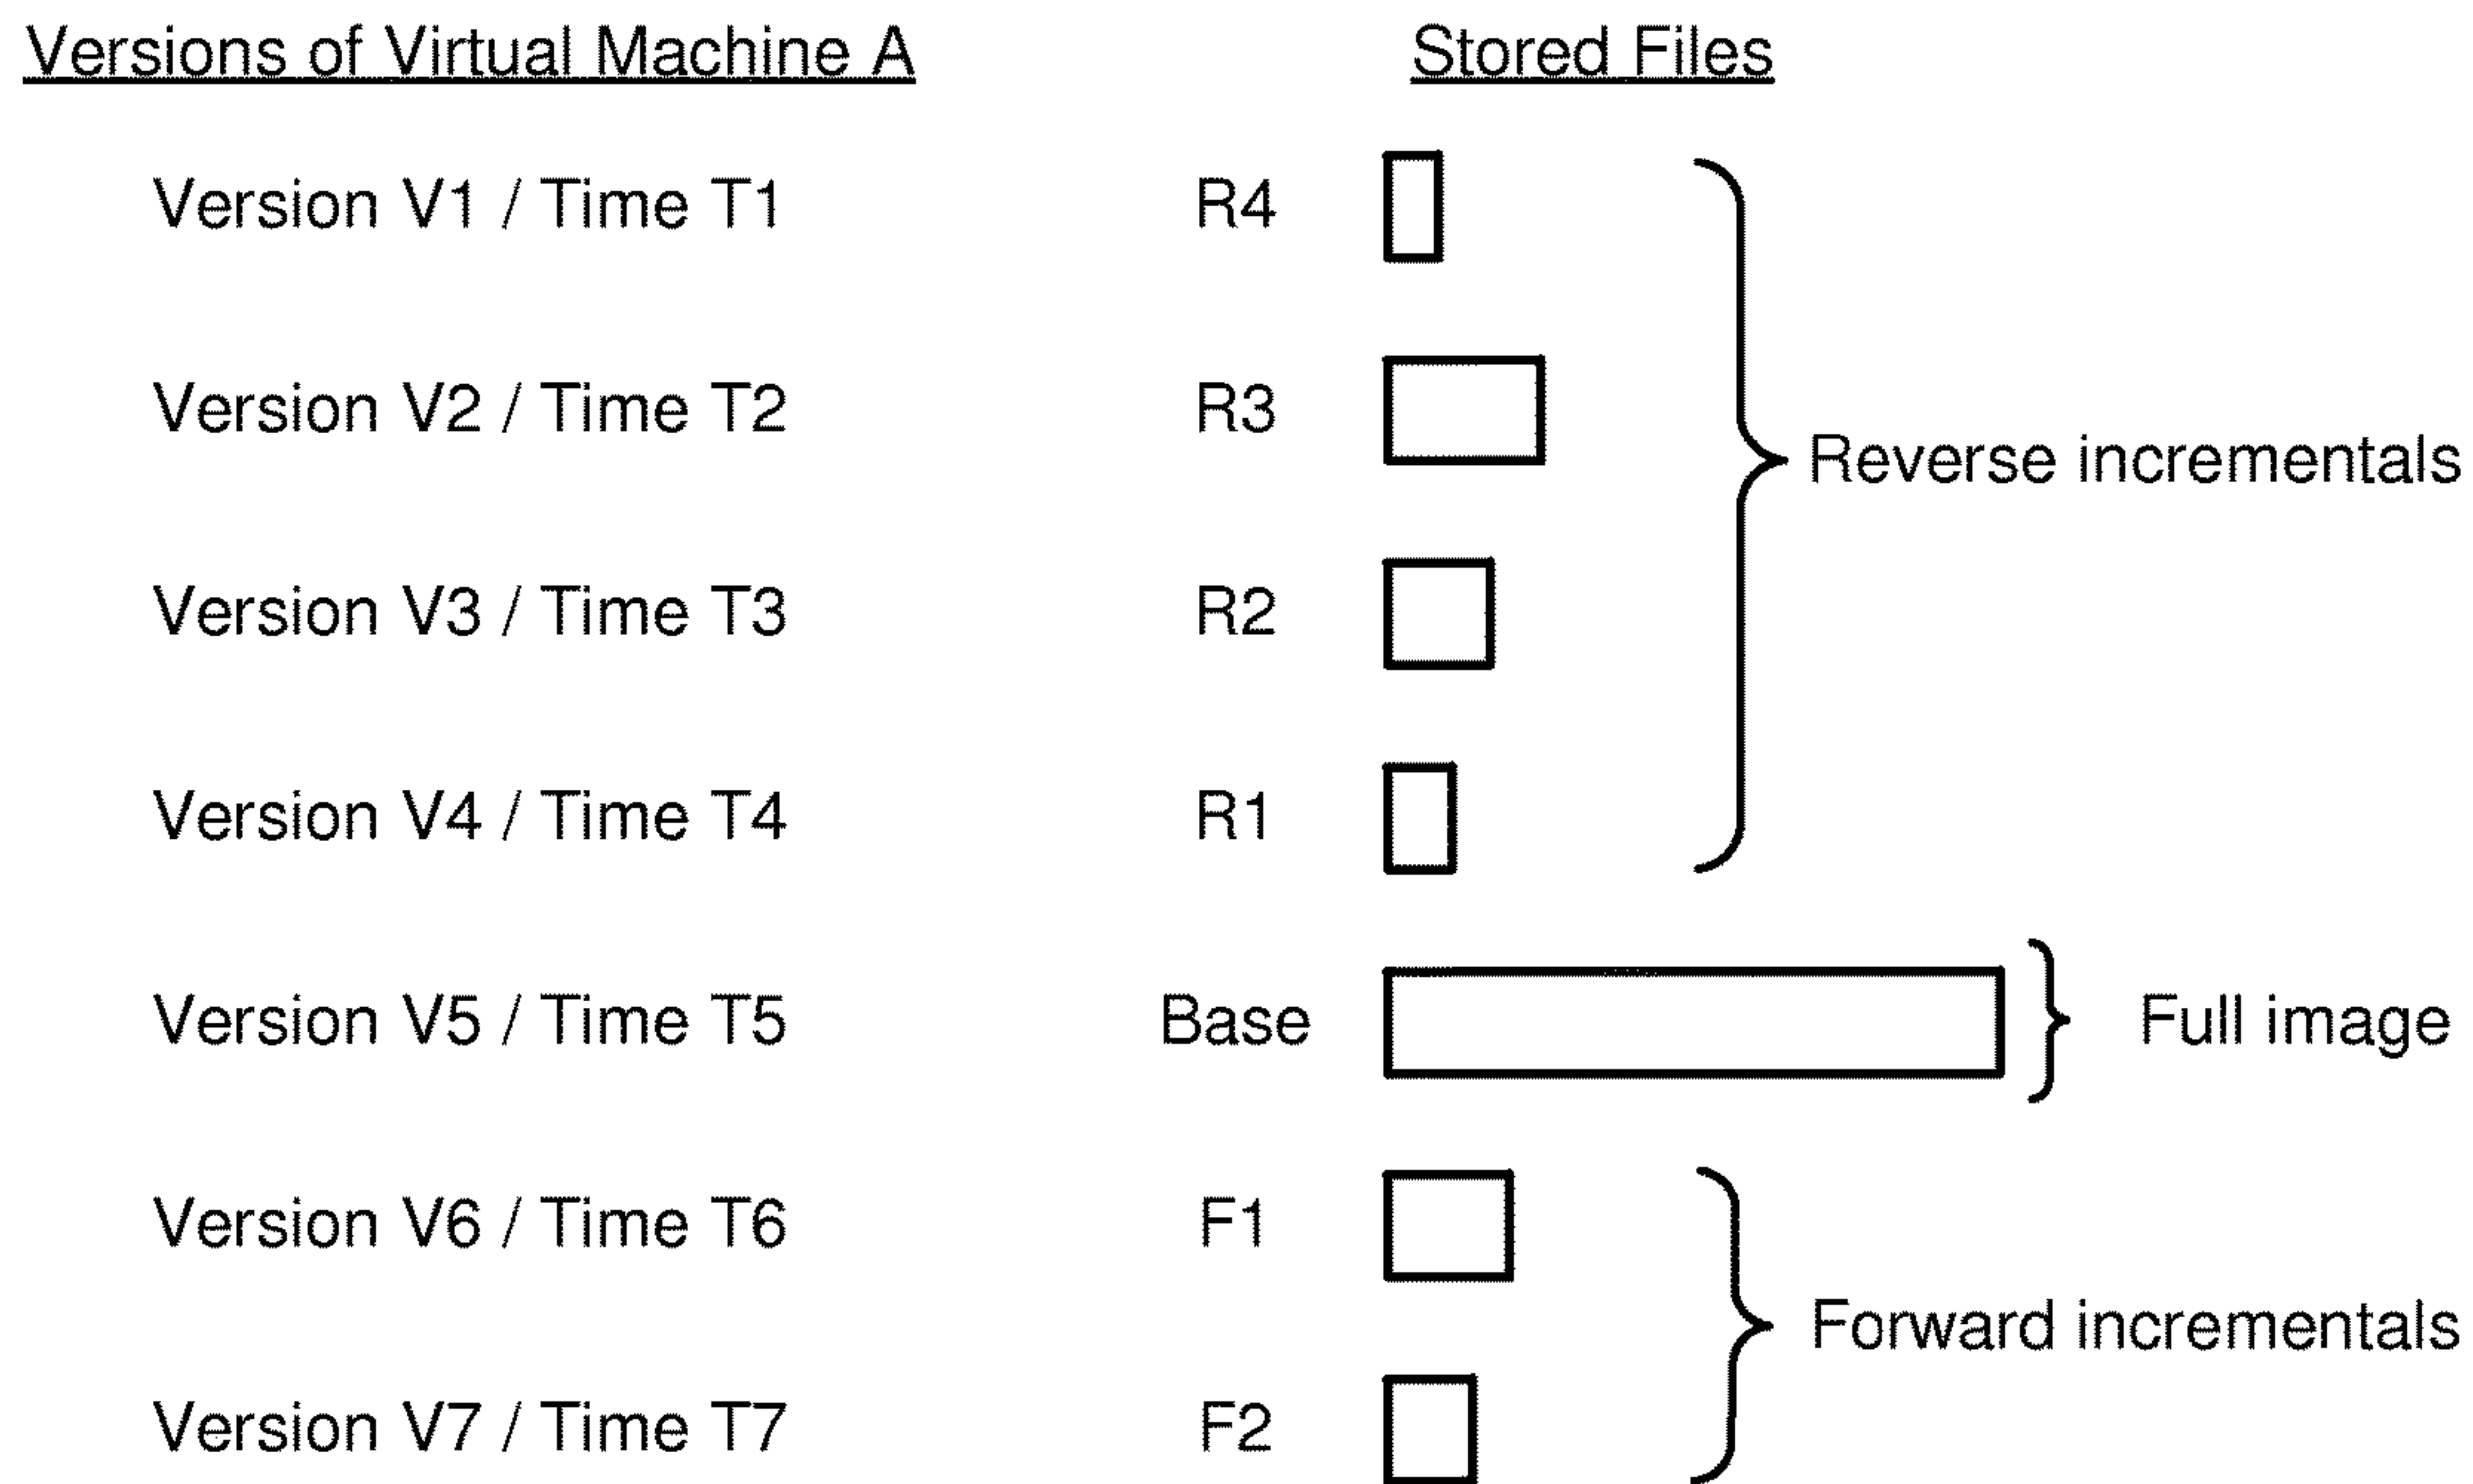 Versions of Virtual Machine A Stored Files
Version V1 / Time T1 R4
Version V2 / Time T2 R3
Reverse incrementals
Version V3 / Time T3 R2
Version V4 / Time T4 R1
Version V5 / Time T5 Base Full image
Version V6 / Time T6 F1
Forward incrementals
Version V7 / Time T7 F2